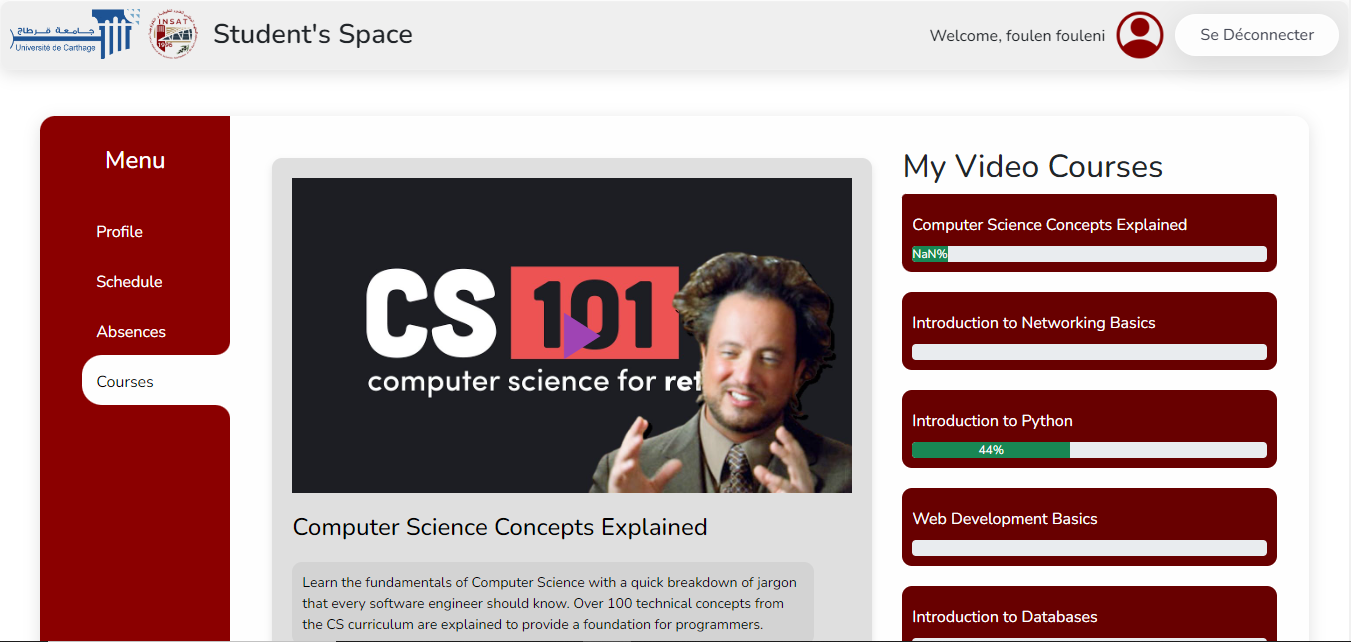 جامعة قرطاج
Université de Carthage
INSAT
1996
Student's Space
Welcome, foulen fouleni
Se Déconnecter
Menu
Profile
Schedule
Absences
Courses
CS 101
computer science for ret
Computer Science Concepts Explained
Learn the fundamentals of Computer Science with a quick breakdown of jargon
that every software engineer should know. Over 100 technical concepts from
the CS curriculum are explained to provide a foundation for programmers.
My Video Courses
Computer Science Concepts Explained
NaN%
Introduction to Networking Basics
Introduction to Python
44%
Web Development Basics
Introduction to Databases